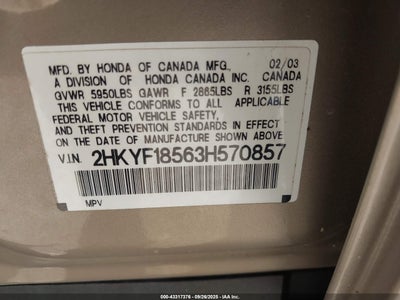 MFD. BY HONDA OF CANADA MFG., 02/03
A DIVISION OF HONDA CANADA INC. CANADA
GVWR 5950LBS GAWR F 2865LBS R 3155LBS
THIS VEHICLE CONFORMS TO ALL APPLICABLE
FEDERAL MOTOR VEHICLE SAFETY AND
THEFT PREVENTION STANDARDS IN EFFECT ON
THE DATE OF MANUFACTURE SHOWN ABOVE.
V.I.N. 2HKYF18563H570857
MPV
000-43317376 - 09/26/2025 - IAA Inc.